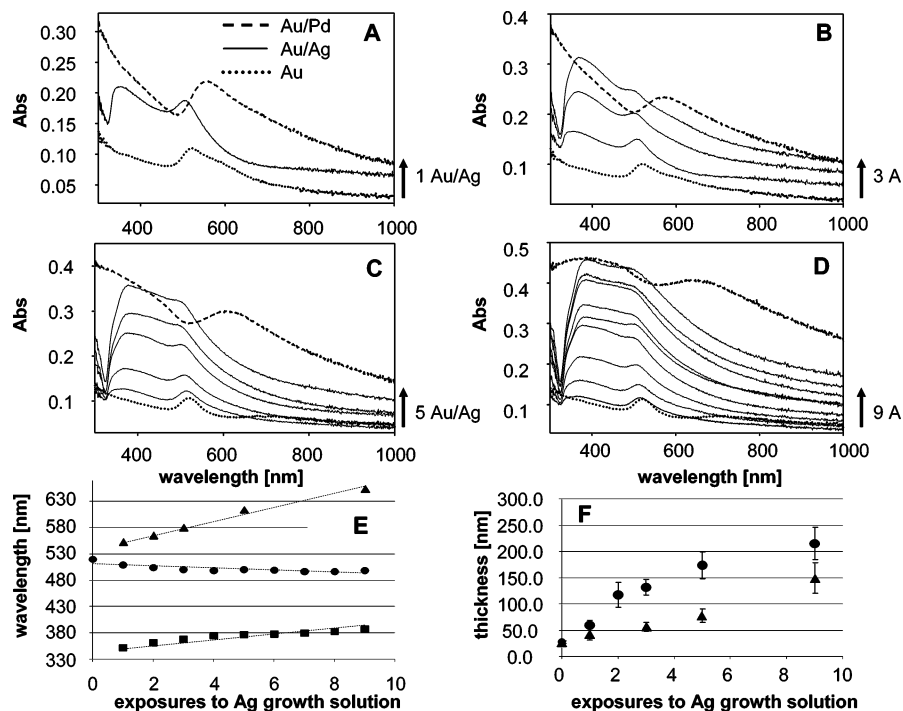 Au/Pd
Au/Ag
Au
A
Abs
0.30
0.25
0.20
0.15
0.10
0.05
400 600 800 1000
1 Au/Ag
B
Abs
0.4
0.3
0.2
0.1
400 600 800 1000
3 A
C
Abs
0.4
0.3
0.2
0.1
400 600 800 1000
wavelength [nm]
5 Au/Ag
D
Abs
0.5
0.4
0.3
0.2
0.1
400 600 800 1000
wavelength [nm]
9 A
E
wavelength [nm]
630
580
530
480
430
380
330
0 2 4 6 8 10
exposures to Ag growth solution
F
thickness [nm]
300.0
250.0
200.0
150.0
100.0
50.0
0.0
0 2 4 6 8 10
exposures to Ag growth solution